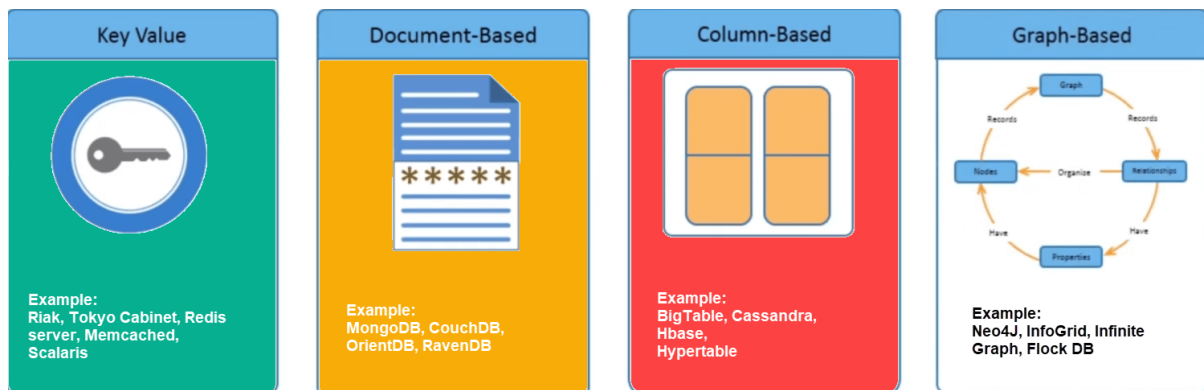 Key Value
Example:
Riak, Tokyo Cabinet, Redis
server, Memcached,
Scalaris
Document-Based
*****
Example:
MongoDB, CouchDB,
OrientDB, RavenDB
Column-Based
Example:
BigTable, Cassandra,
Hbase,
Hypertable
Graph-Based
Graph
Records
Records
Nodes
Organise
Relationships
Have
Have
Properties
Example:
Neo4J, InfoGrid, Infinite
Graph, Flock DB